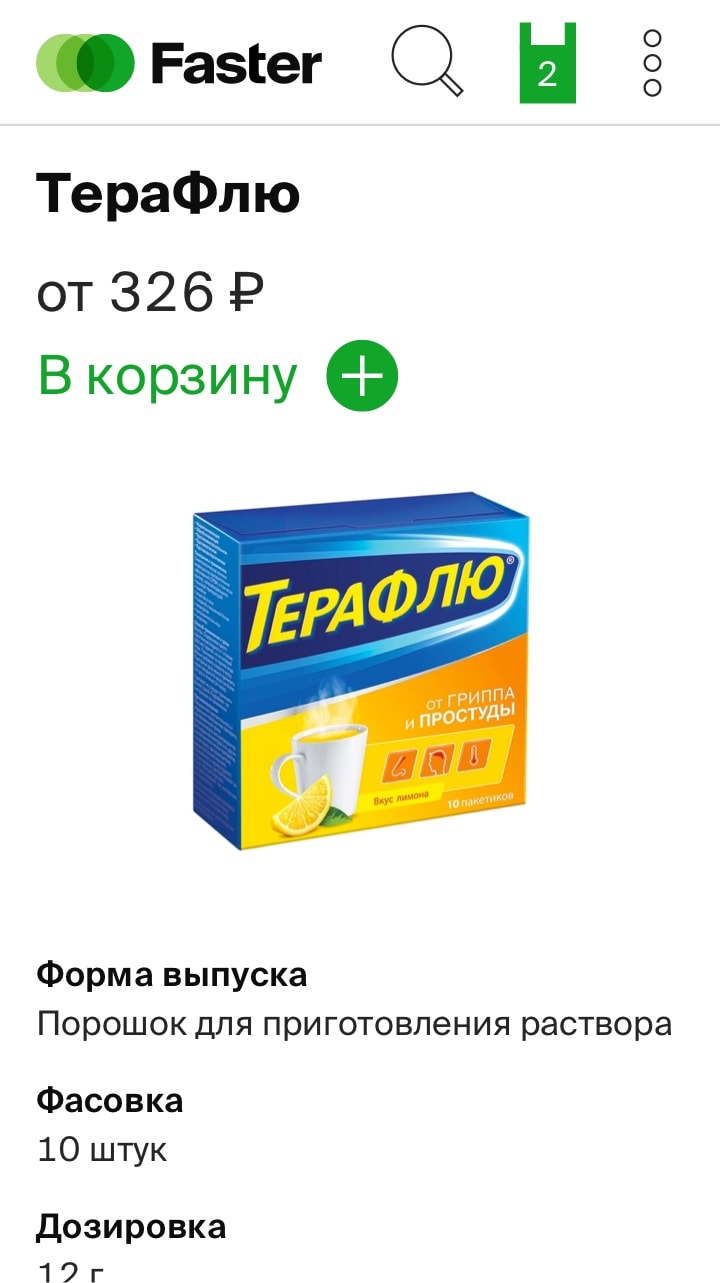 Faster
2
ТераФлю
от 326 ₽
В корзину
ТЕРАФЛЮ®
от ГРИППА
и ПРОСТУДЫ
Вкус лимона
10 пакетиков
Форма выпуска
Порошок для приготовления раствора
Фасовка
10 штук
Дозировка
12 г